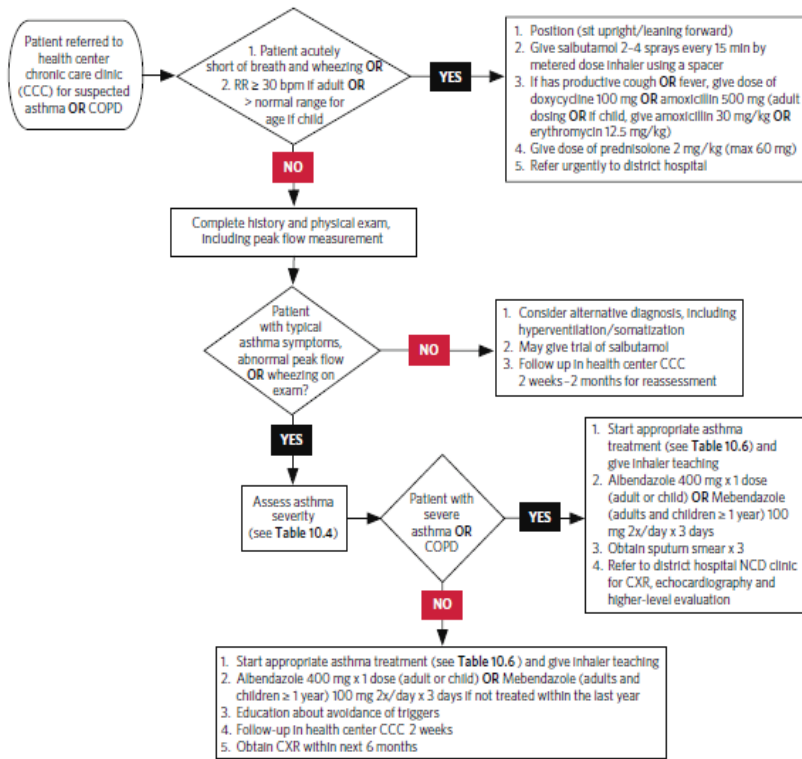 Patient referred to
health center
chronic care clinic
(CCC) for suspected
asthma OR COPD
1. Patient acutely
short of breath and wheezing OR
2. RR ≥ 30 bpm if adult OR
> normal range for
age if child
YES
1. Position (sit upright/leaning forward)
2. Give salbutamol 2–4 sprays every 15 min by
metered dose inhaler using a spacer
3. If has productive cough OR fever, give dose of
doxycycline 100 mg OR amoxicillin 500 mg (adult
dosing OR if child, give amoxicillin 30 mg/kg OR
erythromycin 12.5 mg/kg)
4. Give dose of prednisolone 2 mg/kg (max 60 mg)
5. Refer urgently to district hospital
NO
Complete history and physical exam,
including peak flow measurement
Patient
with typical
asthma symptoms,
abnormal peak flow
OR wheezing on
exam?
NO
1. Consider alternative diagnosis, including
hyperventilation/somatization
2. May give trial of salbutamol
3. Follow up in health center CCC
2 weeks–2 months for reassessment
YES
Assess asthma
severity
(see Table 10.4)
Patient with
severe
asthma OR
COPD
YES
1. Start appropriate asthma
treatment (see Table 10.6) and
give inhaler teaching
2. Albendazole 400 mg x 1 dose
(adult or child) OR Mebendazole
(adults and children ≥ 1 year) 100
mg 2x/day x 3 days
3. Obtain sputum smear x 3
4. Refer to district hospital NCD clinic
for CXR, echocardiography and
higher-level evaluation
NO
1. Start appropriate asthma treatment (see Table 10.6 ) and give inhaler teaching
2. Albendazole 400 mg x 1 dose (adult or child) OR Mebendazole (adults and
children ≥ 1 year) 100 mg 2x/day x 3 days if not treated within the last year
3. Education about avoidance of triggers
4. Follow-up in health center CCC 2 weeks
5. Obtain CXR within next 6 months